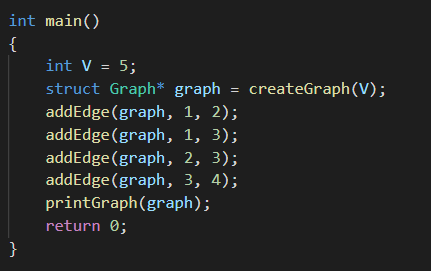 int main()
{
    int V = 5;
    struct Graph* graph = createGraph(V);
    addEdge(graph, 1, 2);
    addEdge(graph, 1, 3);
    addEdge(graph, 2, 3);
    addEdge(graph, 3, 4);
    printGraph(graph);
    return 0;
}